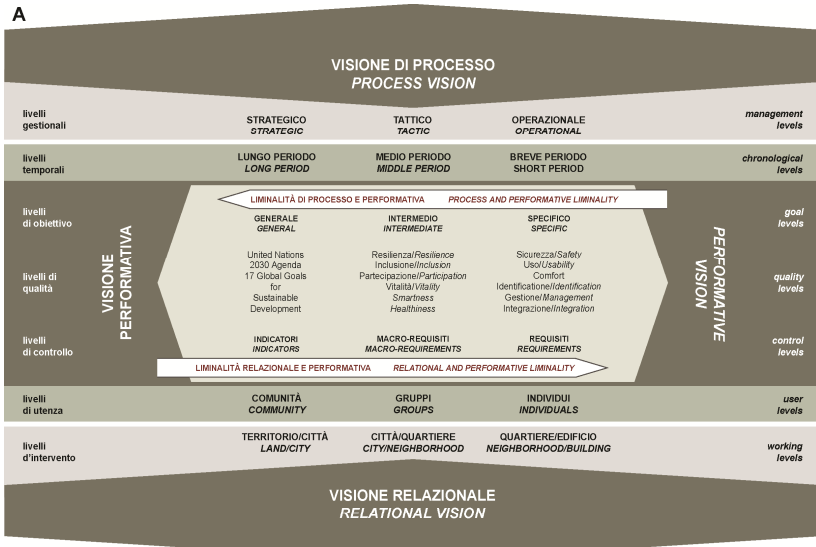 A
VISIONE DI PROCESSO
PROCESS VISION
livelli
gestionali
STRATEGICO
STRATEGIC
TATTICO
TACTIC
OPERAZIONALE
OPERATIONAL
management
levels
livelli
temporali
LUNGO PERIODO
LONG PERIOD
MEDIO PERIODO
MIDDLE PERIOD
BREVE PERIODO
SHORT PERIOD
chronological
levels
LIMINALITÀ DI PROCESSO E PERFORMATIVA PROCESS AND PERFORMATIVE LIMINALITY
livelli
di obiettivo
GENERALE
GENERAL
INTERMEDIO
INTERMEDIATE
SPECIFICO
SPECIFIC
goal
levels
VISIONE
PERFORMATIVA
livelli di
qualità
United Nations
2030 Agenda
17 Global Goals
for
Sustainable
Development
Resilienza/Resilience
Inclusione/Inclusion
Partecipazione/Participation
Vitalità/Vitality
Smartness
Healthiness
Sicurezza/Safety
Uso/Usability
Comfort
Identificazione/Identification
Gestione/Management
Integrazione/Integration
PERFORMATIVE
VISION
quality
levels
livelli
di controllo
INDICATORI
INDICATORS
MACRO-REQUISITI
MACRO-REQUIREMENTS
REQUISITI
REQUIREMENTS
control
levels
LIMINALITÀ RELAZIONALE E PERFORMATIVA RELATIONAL AND PERFORMATIVE LIMINALITY
livelli
di utenza
COMUNITÀ
COMMUNITY
GRUPPI
GROUPS
INDIVIDUI
INDIVIDUALS
user
levels
livelli
d'intervento
TERRITORIO/CITTÀ
LAND/CITY
CITTÀ/QUARTIERE
CITY/NEIGHBORHOOD
QUARTIERE/EDIFICIO
NEIGHBORHOOD/BUILDING
working
levels
VISIONE RELAZIONALE
RELATIONAL VISION